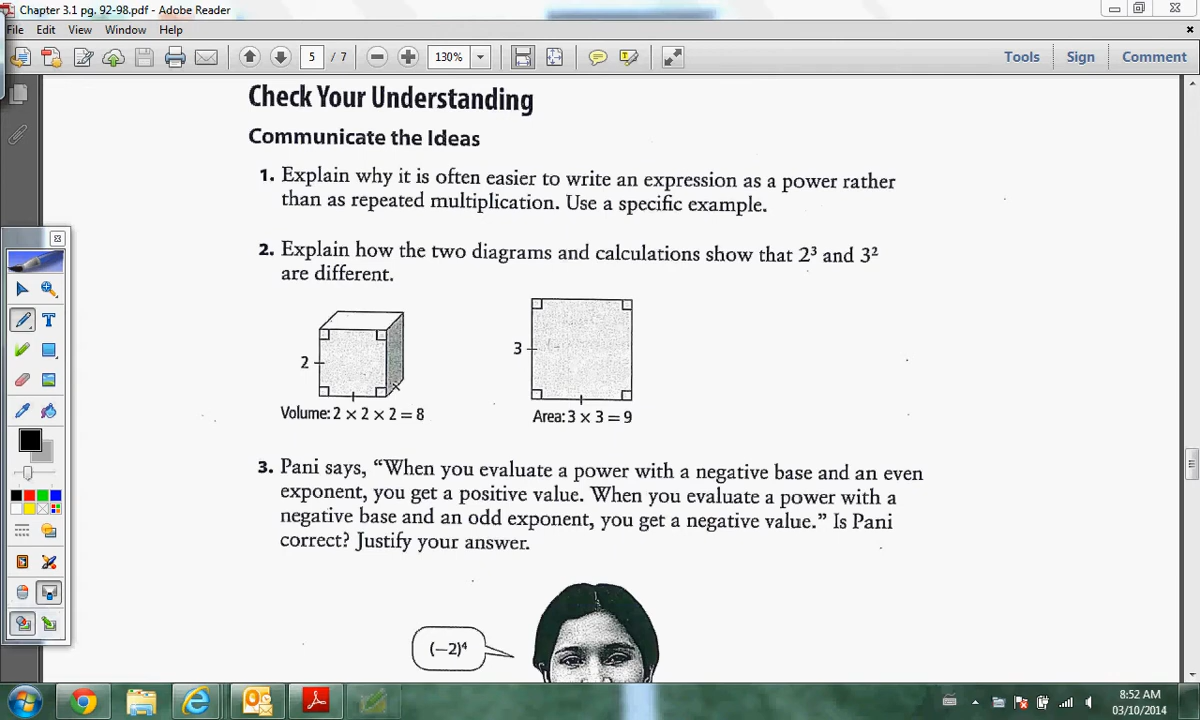 Chapter 3.1 pg. 92-98.pdf - Adobe Reader
File Edit View Window Help
5 / 7 130% Tools Sign Comment
Check Your Understanding
Communicate the Ideas
1. Explain why it is often easier to write an expression as a power rather
than as repeated multiplication. Use a specific example.
2. Explain how the two diagrams and calculations show that 2³ and 3²
are different.
2
3
Volume: 2 × 2 × 2 = 8
Area: 3 × 3 = 9
3. Pani says, “When you evaluate a power with a negative base and an even
exponent, you get a positive value. When you evaluate a power with a
negative base and an odd exponent, you get a negative value.” Is Pani
correct? Justify your answer.
(−2)⁴
T
8:52 AM
03/10/2014